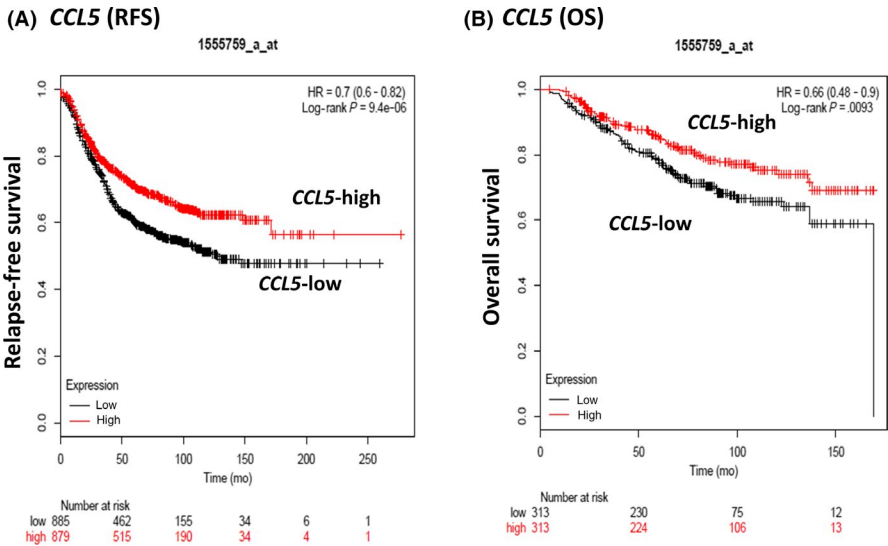 (A) CCL5 (RFS)
1555759_a_at
HR = 0.7 (0.6 - 0.82)
Log-rank P = 9.4e-06
CCL5-high
CCL5-low
Relapse-free survival
1.0
0.8
0.6
0.4
0.2
0.0
Expression
Low
High
0 50 100 150 200 250
Time (mo)
Number at risk
low 885 462 155 34 6 1
high 879 515 190 34 4 1
(B) CCL5 (OS)
1555759_a_at
HR = 0.66 (0.48 - 0.9)
Log-rank P = .0093
CCL5-high
CCL5-low
Overall survival
1.0
0.8
0.6
0.4
0.2
0.0
Expression
Low
High
0 50 100 150
Time (mo)
Number at risk
low 313 230 75 12
high 313 224 106 13